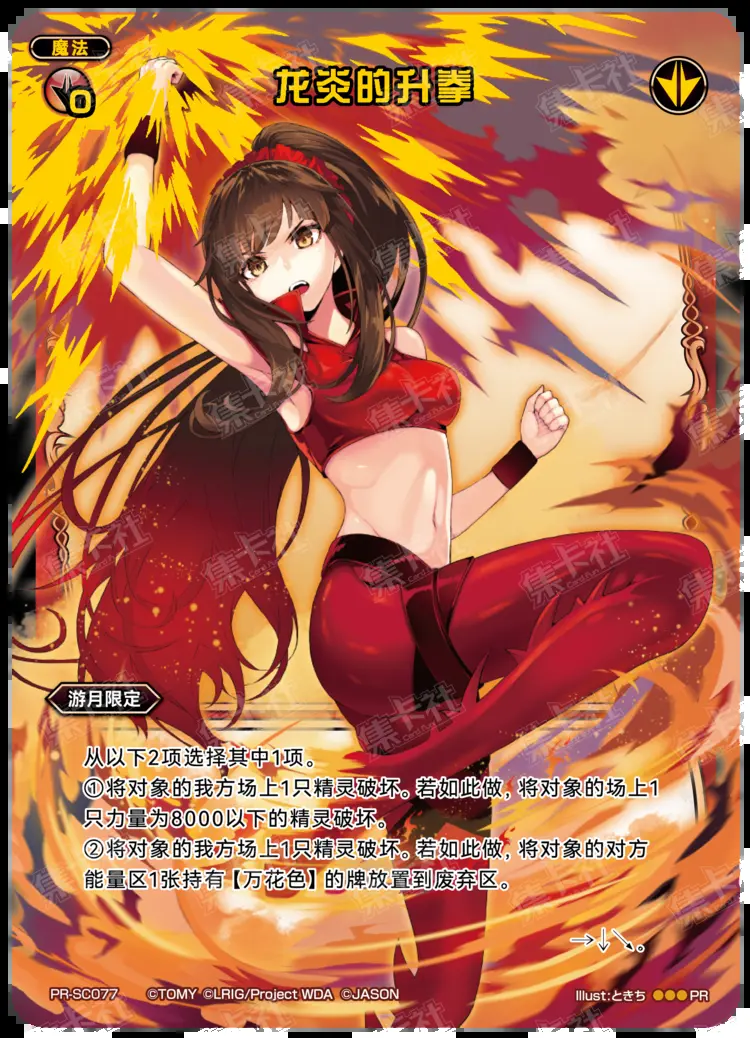 魔法
0
龙炎的升拳
游月限定
从以下2项选择其中1项。
①将对象的我方场上1只精灵破坏。若如此做, 将对象的场上1
只力量为8000以下的精灵破坏。
②将对象的我方场上1只精灵破坏。若如此做, 将对象的对方
能量区1张持有【万花色】的牌放置到废弃区。
→↓↘。
PR-SC077 ©TOMY ©LRIG/Project WDA ©JASON
Illust:ときち ●●●PR
集卡社